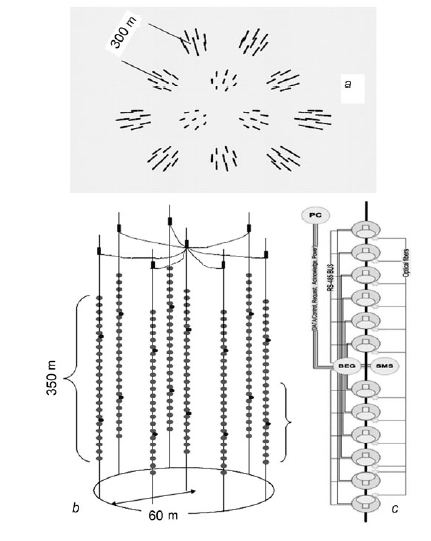 300 m
a
350 m
60 m
b
PC
DATA/Control, Request, Acknowledge, Power
RS-485 BUS
Optical fibers
BEG
SMS
c